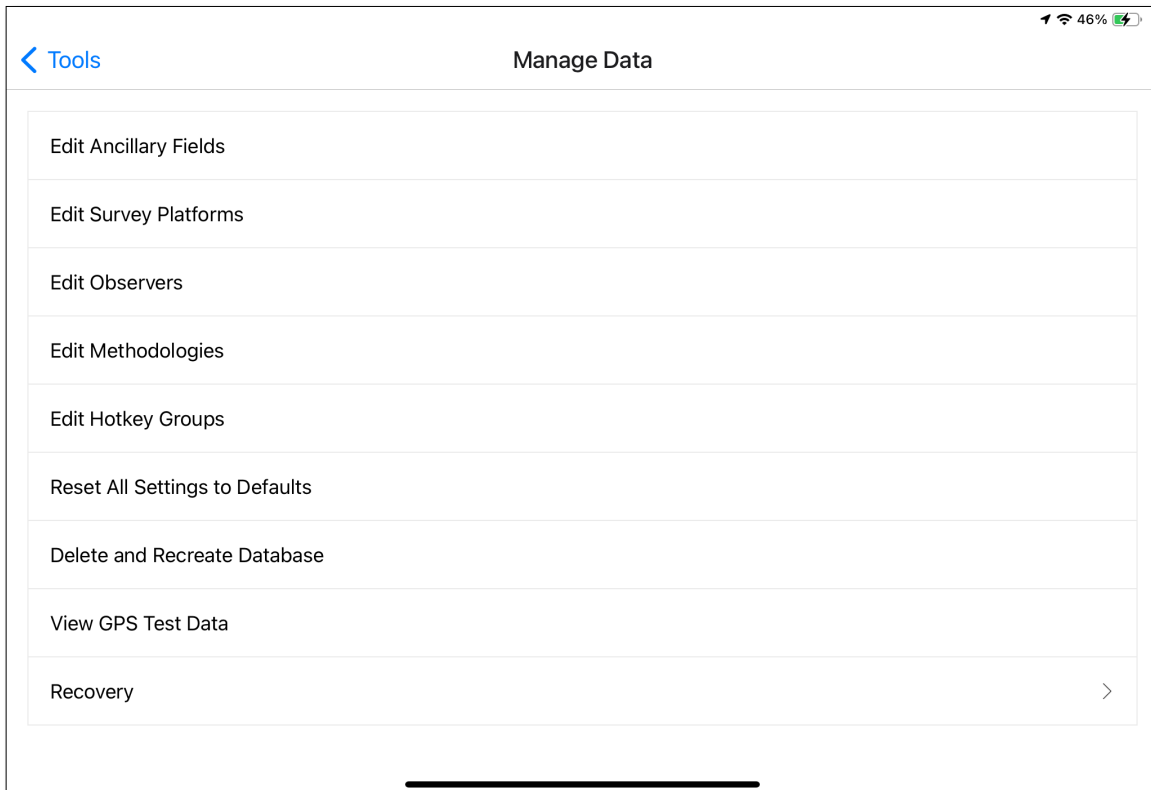 46%
Tools
Manage Data
Edit Ancillary Fields
Edit Survey Platforms
Edit Observers
Edit Methodologies
Edit Hotkey Groups
Reset All Settings to Defaults
Delete and Recreate Database
View GPS Test Data
Recovery